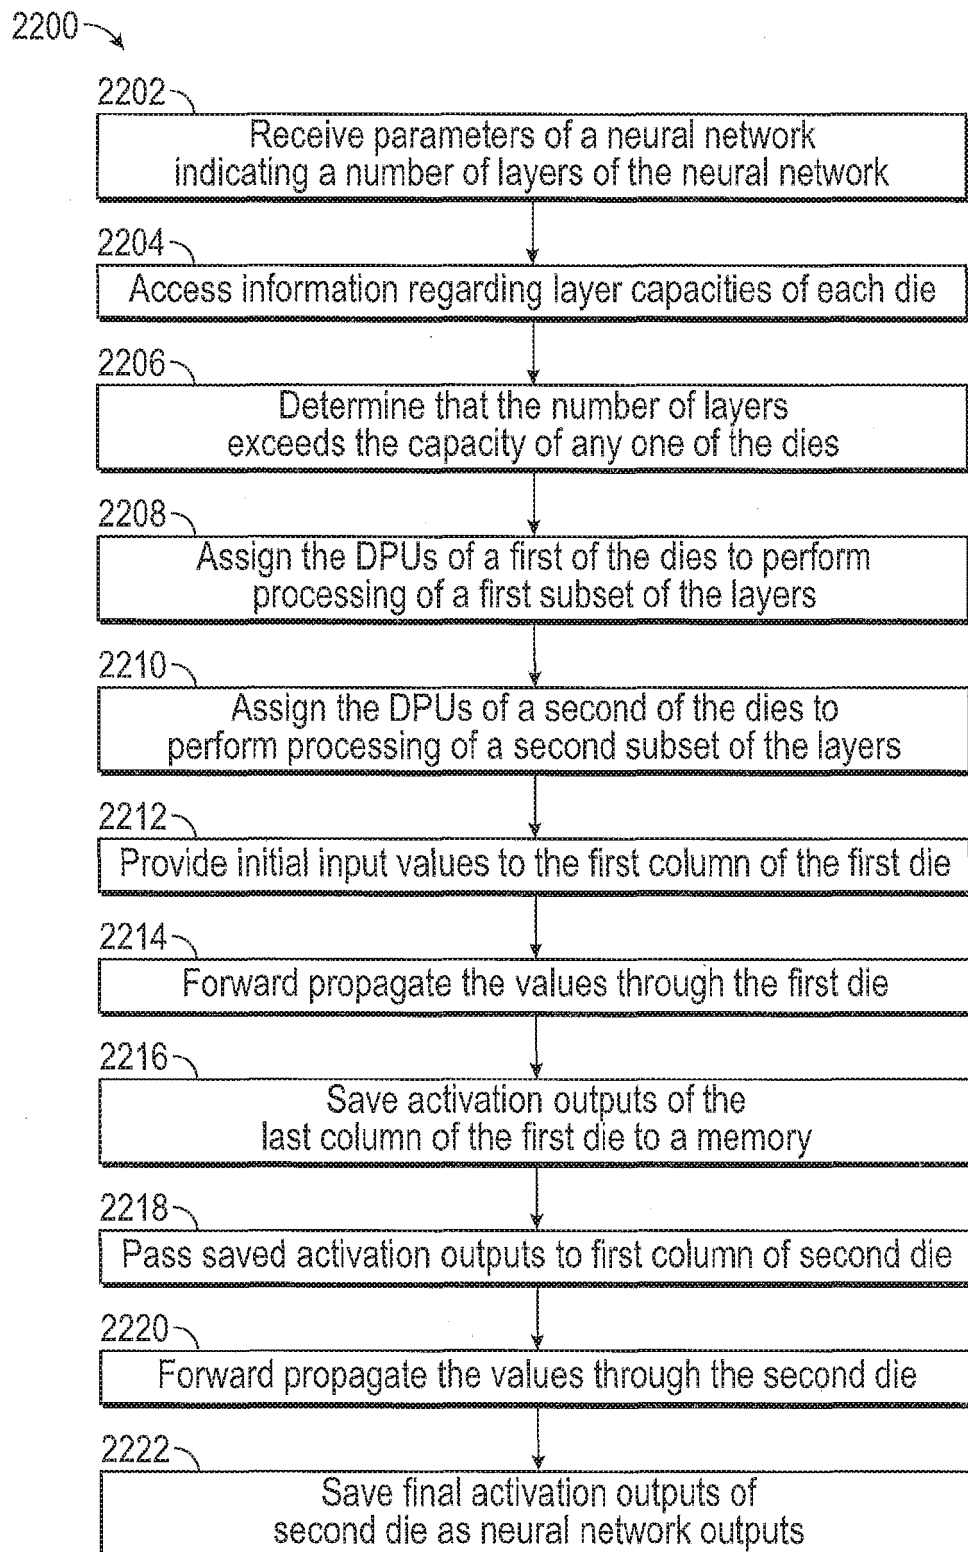 2200
2202
Receive parameters of a neural network
indicating a number of layers of the neural network
2204
Access information regarding layer capacities of each die
2206
Determine that the number of layers
exceeds the capacity of any one of the dies
2208
Assign the DPUs of a first of the dies to perform
processing of a first subset of the layers
2210
Assign the DPUs of a second of the dies to
perform processing of a second subset of the layers
2212
Provide initial input values to the first column of the first die
2214
Forward propagate the values through the first die
2216
Save activation outputs of the
last column of the first die to a memory
2218
Pass saved activation outputs to first column of second die
2220
Forward propagate the values through the second die
2222
Save final activation outputs of
second die as neural network outputs